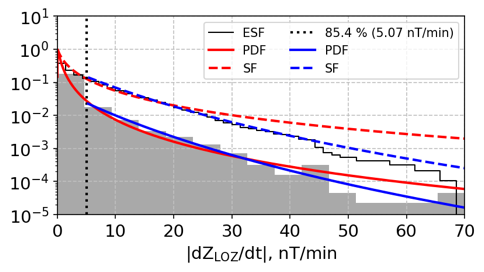 10¹
10⁰
10⁻¹
10⁻²
10⁻³
10⁻⁴
10⁻⁵
ESF
PDF
SF
85.4 % (5.07 nT/min)
PDF
SF
0 10 20 30 40 50 60 70
|dZ_LOZ/dt|, nT/min